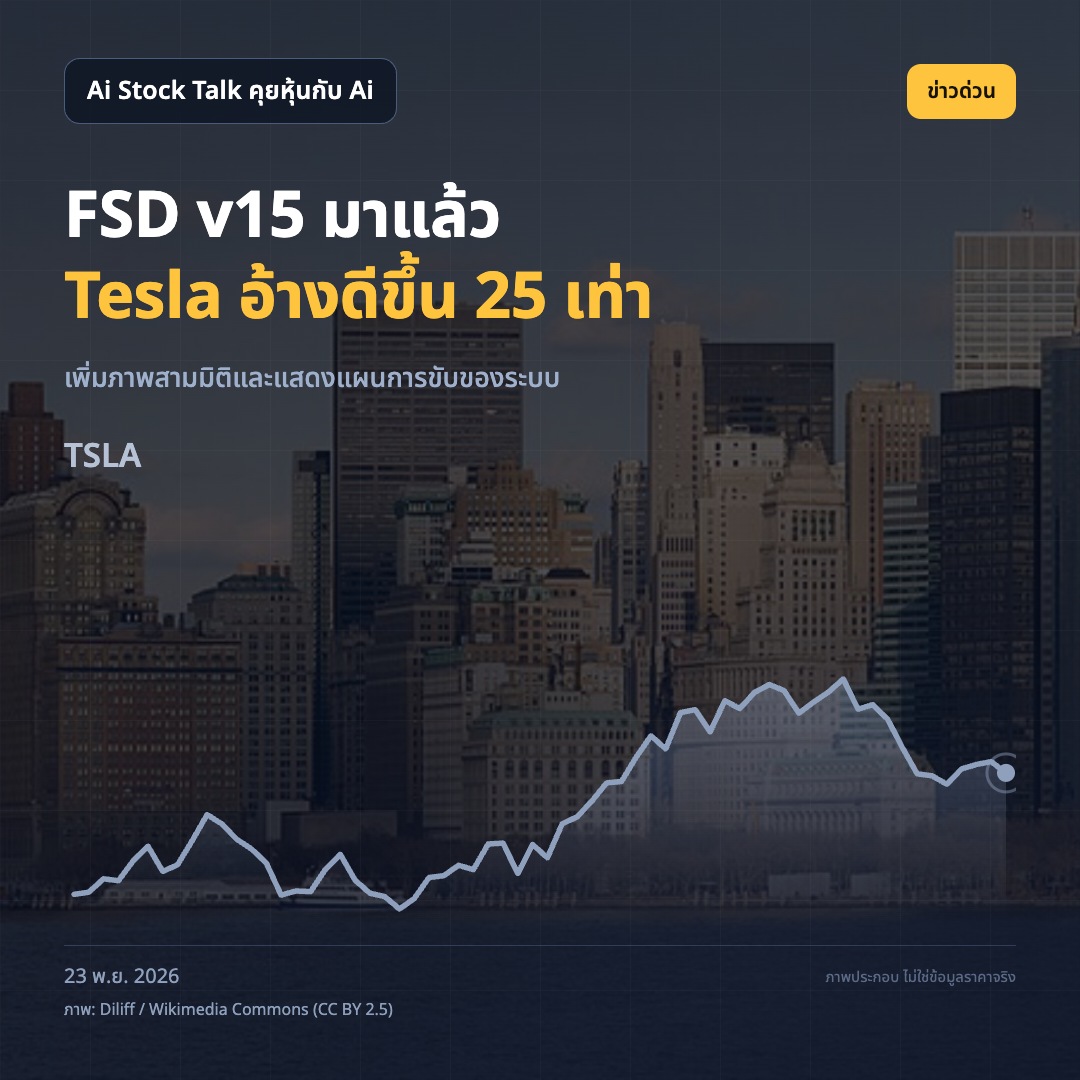 Ai Stock Talk คุยหุ้นกับ Ai
ข่าวด่วน
FSD v15 มาแล้ว
Tesla อ้างดีขึ้น 25 เท่า
เพิ่มภาพสามมิติและแสดงแผนการขับของระบบ
TSLA
23 พ.ย. 2026
ภาพประกอบ ไม่ใช่ข้อมูลราคาจริง
ภาพ: Diliff / Wikimedia Commons (CC BY 2.5)